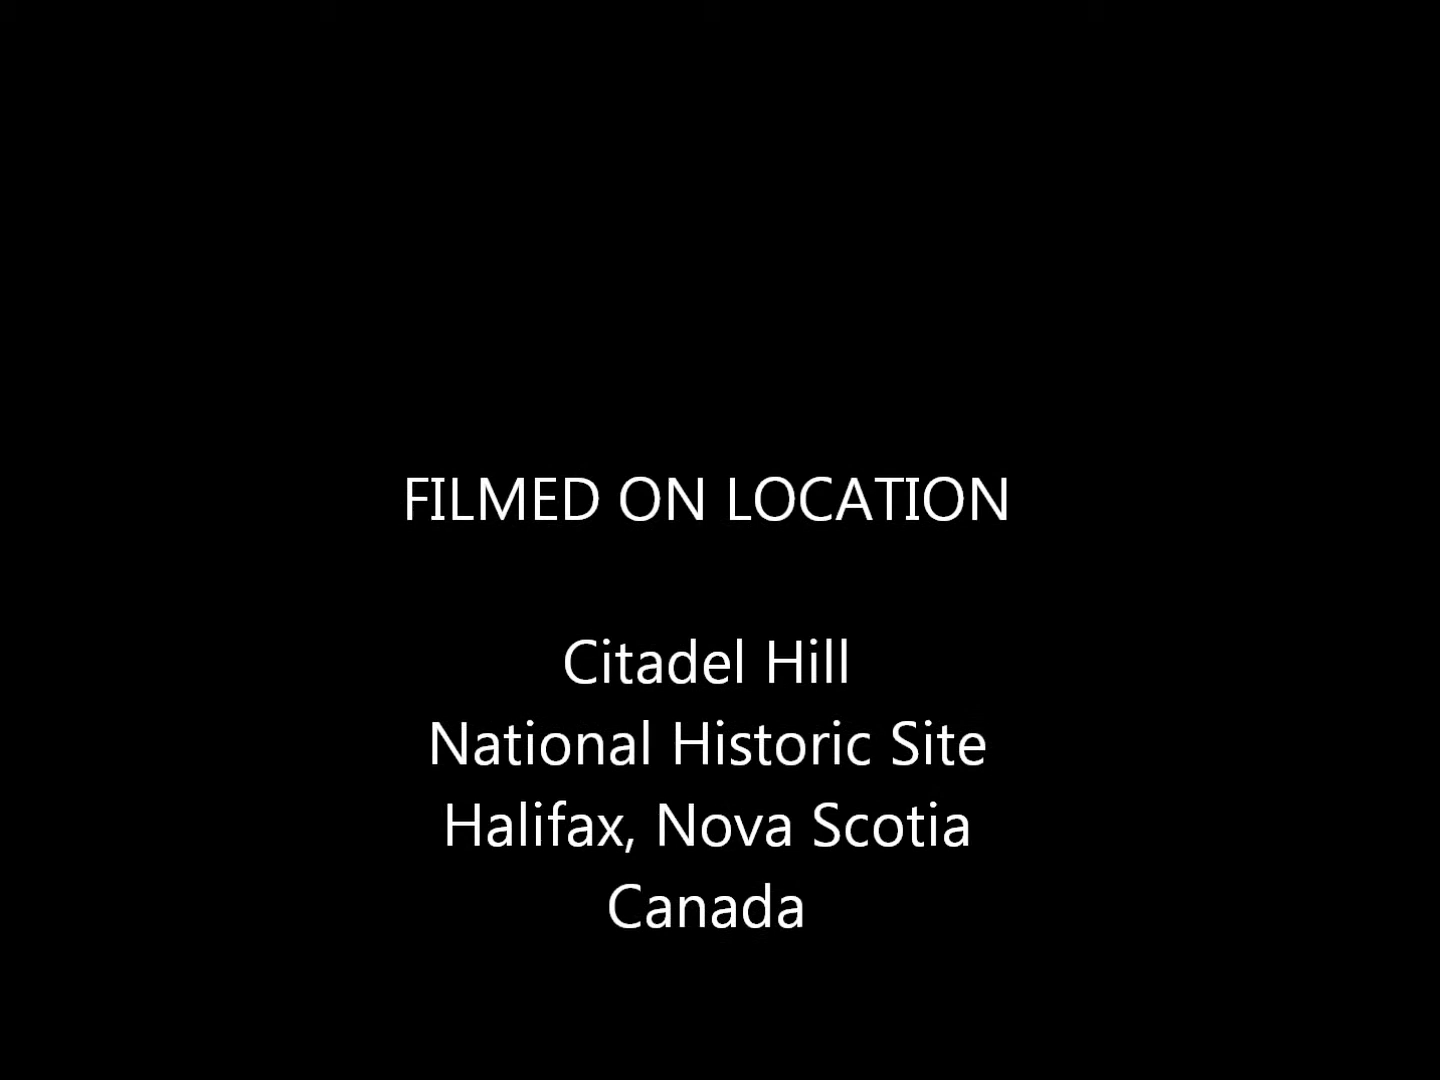 FILMED ON LOCATION
Citadel Hill
National Historic Site
Halifax, Nova Scotia
Canada